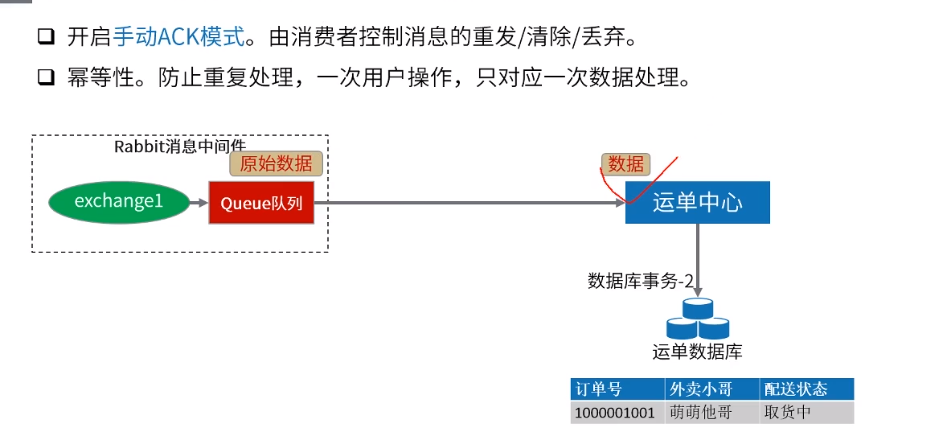 开启手动ACK模式。由消费者控制消息的重发/清除/丢弃。
幂等性。防止重复处理，一次用户操作，只对应一次数据处理。
Rabbit消息中间件
原始数据
数据
exchange1
Queue队列
运单中心
数据库事务-2
运单数据库
订单号 外卖小哥 配送状态
1000001001 萌萌他哥 取货中